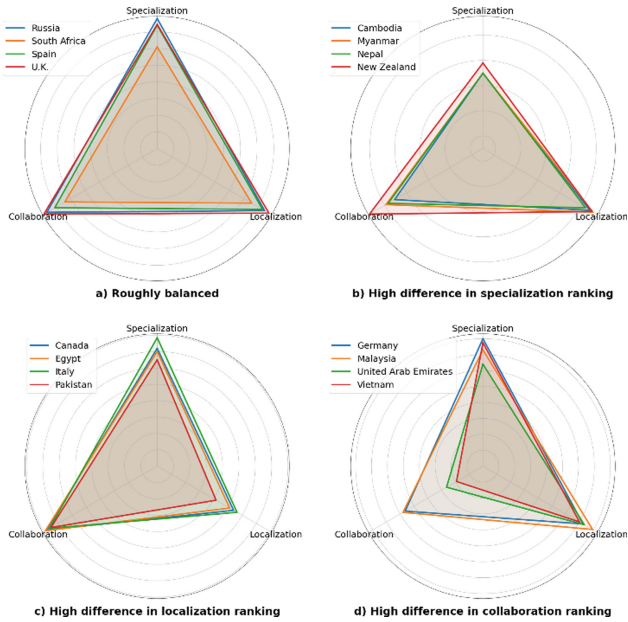 Specialization
Russia
South Africa
Spain
U.K.
Collaboration
Localization
a) Roughly balanced
Specialization
Cambodia
Myanmar
Nepal
New Zealand
Collaboration
Localization
b) High difference in specialization ranking
Specialization
Canada
Egypt
Italy
Pakistan
Collaboration
Localization
c) High difference in localization ranking
Specialization
Germany
Malaysia
United Arab Emirates
Vietnam
Collaboration
Localization
d) High difference in collaboration ranking